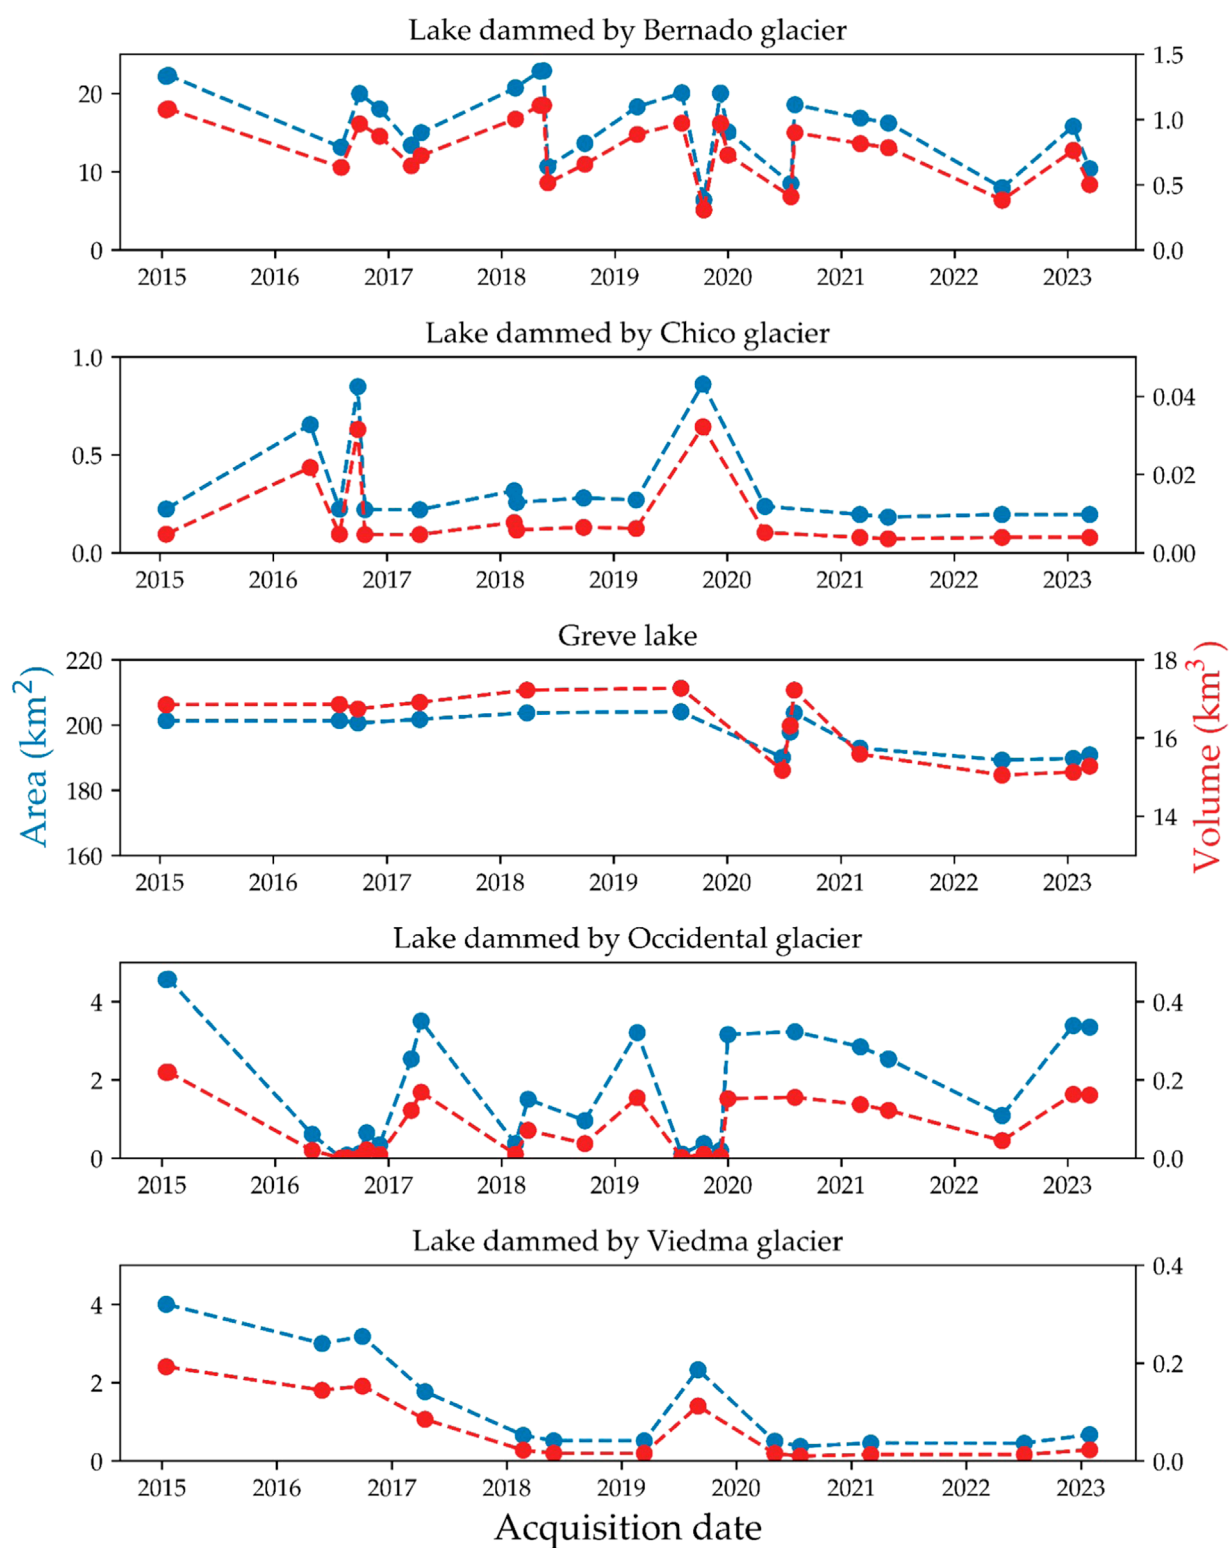 Lake dammed by Bernado glacier
20
10
0
1.5
1.0
0.5
0.0
2015 2016 2017 2018 2019 2020 2021 2022 2023
Lake dammed by Chico glacier
1.0
0.5
0.0
0.04
0.02
0.00
2015 2016 2017 2018 2019 2020 2021 2022 2023
Greve lake
220
200
180
160
18
16
14
2015 2016 2017 2018 2019 2020 2021 2022 2023
Area (km²)
Volume (km³)
Lake dammed by Occidental glacier
4
2
0
0.4
0.2
0.0
2015 2016 2017 2018 2019 2020 2021 2022 2023
Lake dammed by Viedma glacier
4
2
0
0.4
0.2
0.0
2015 2016 2017 2018 2019 2020 2021 2022 2023
Acquisition date